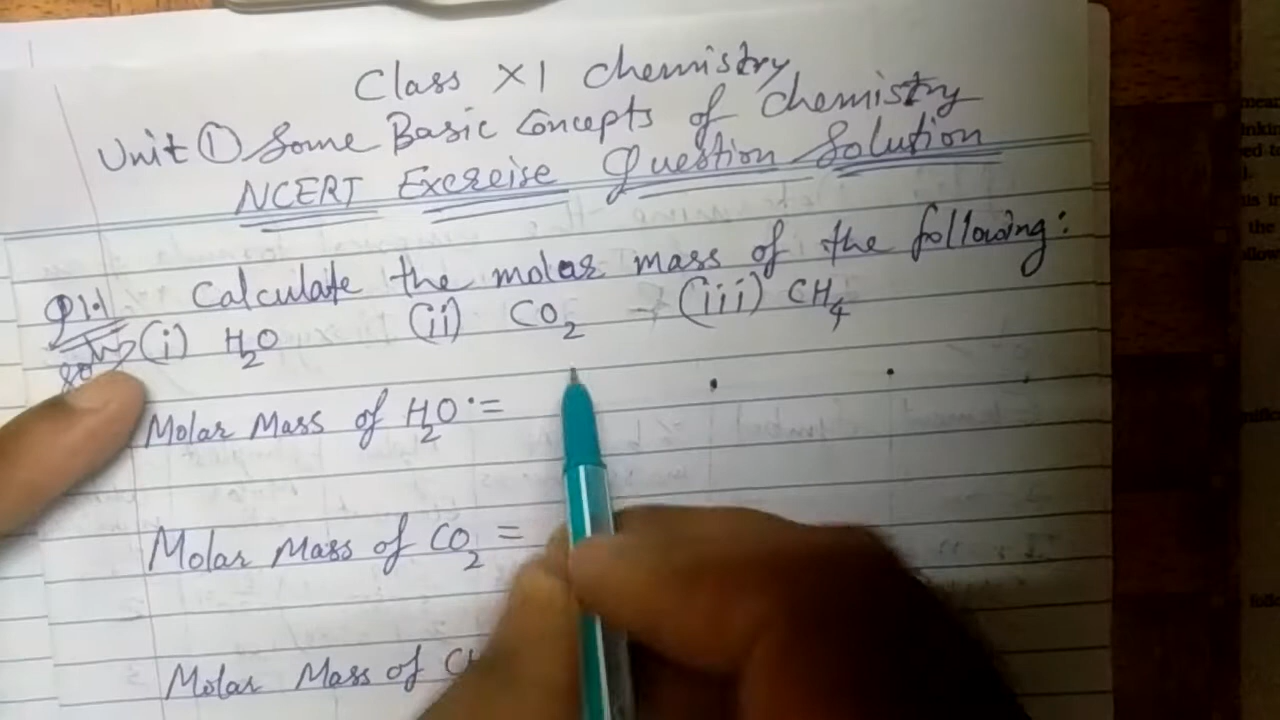 Class XI Chemistry
Unit ① Some Basic Concepts of Chemistry
NCERT Exercise Question Solution
Q1.1 Calculate the molar mass of the following:
(i) H₂O (ii) CO₂ (iii) CH₄
Molar Mass of H₂O =
Molar Mass of CO₂ =
Molar Mass of